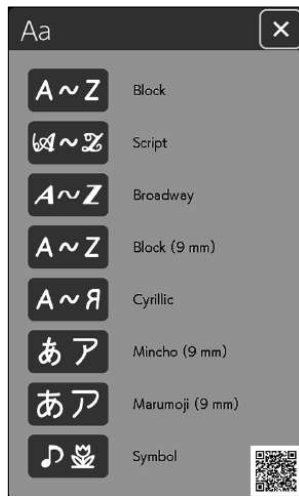 Aa
A~Z Block
A~Z Script
A~Z Broadway
A~Z Block (9 mm)
A~Я Cyrillic
あ ア Mincho (9 mm)
あ ア Marumoji (9 mm)
Symbol